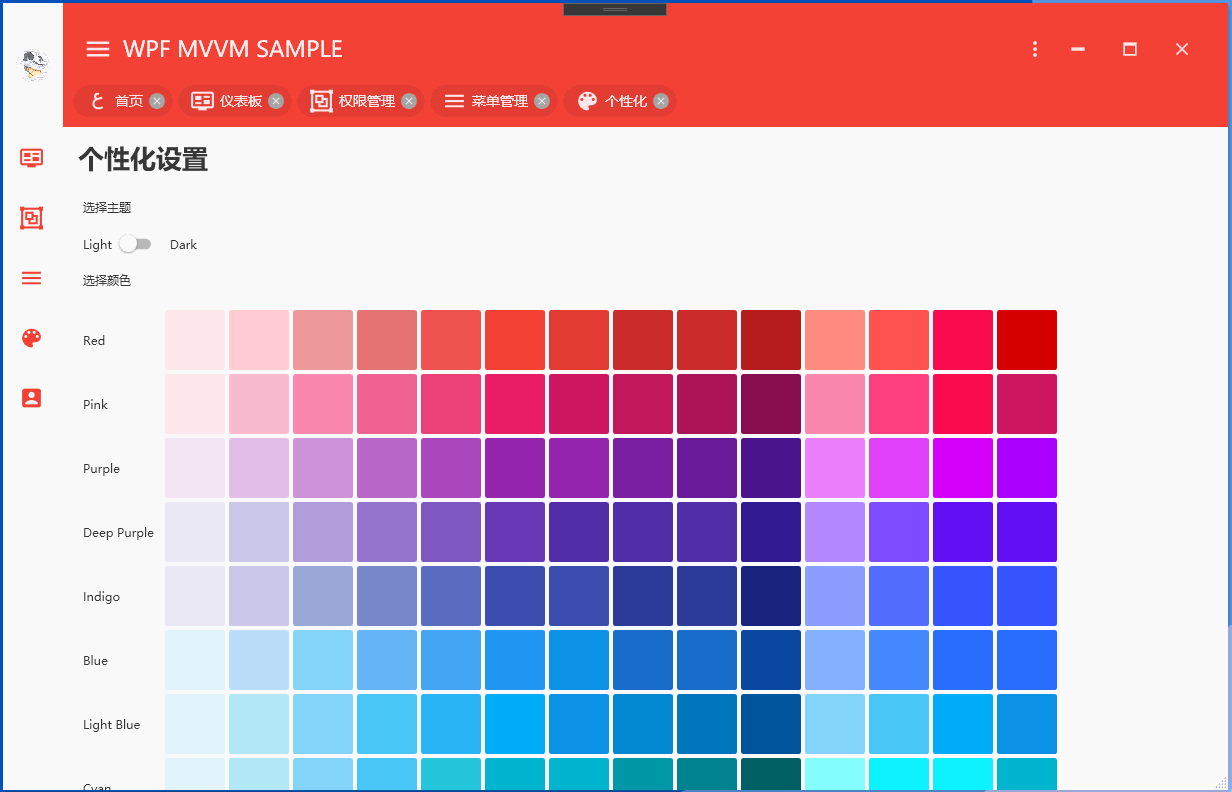 WPF MVVM SAMPLE
首页 仪表板 权限管理 菜单管理 个性化
个性化设置
选择主题
Light Dark
选择颜色
Red
Pink
Purple
Deep Purple
Indigo
Blue
Light Blue
Cyan